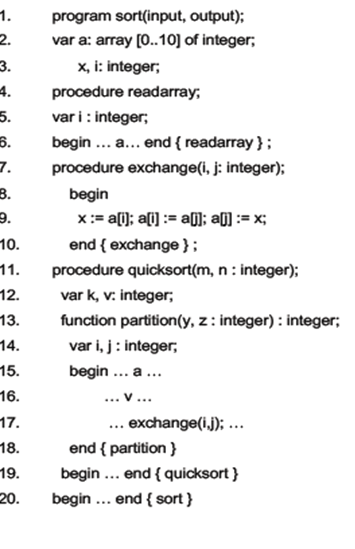 1. program sort(input, output);
2. var a: array [0..10] of integer;
3. x, i: integer;
4. procedure readarray;
5. var i : integer;
6. begin ... a... end { readarray } ;
7. procedure exchange(i, j: integer);
8. begin
9. x := a[i]; a[i] := a[j]; a[j] := x;
10. end { exchange } ;
11. procedure quicksort(m, n : integer);
12. var k, v: integer;
13. function partition(y, z : integer) : integer;
14. var i, j : integer;
15. begin ... a ...
16. ... v ...
17. ... exchange(i,j); ...
18. end { partition }
19. begin ... end { quicksort }
20. begin ... end { sort }